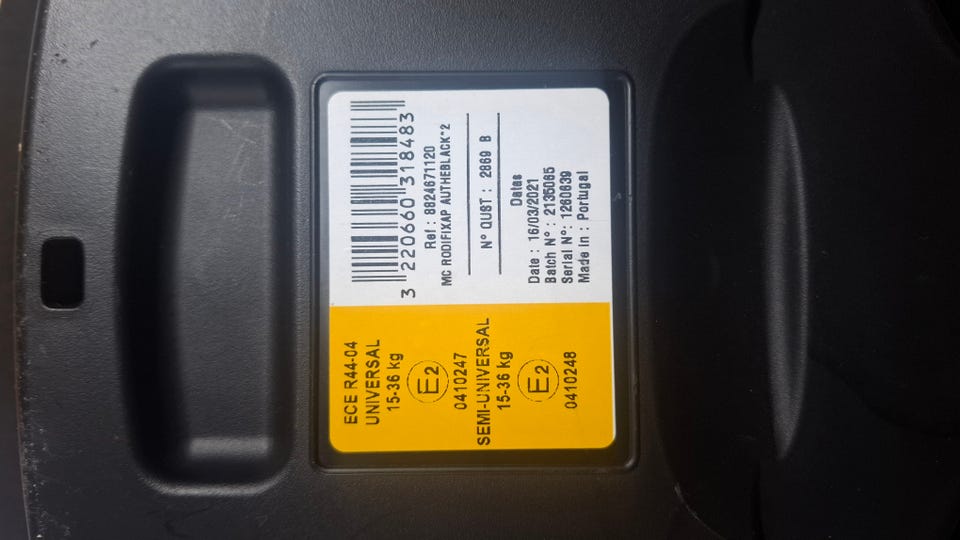 ECE R44-04
UNIVERSAL
15-36 kg
E2
0410247
SEMI-UNIVERSAL
15-36 kg
E2
0410248
3 220660 318483
Ref : 8824671120
MC RODIFIXAP AUTHEBLACK*2
N° QUST : 2869 B
Datas
Date : 16/03/2021
Batch N° : 2135065
Serial N°: 1260639
Made In : Portugal